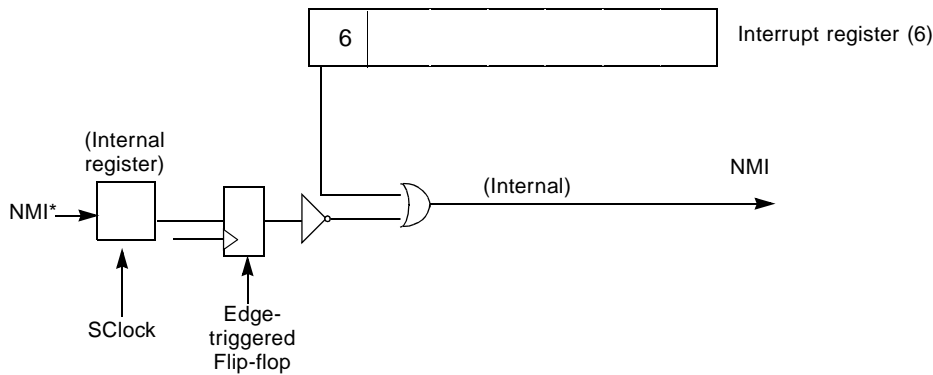 6
Interrupt register (6)
(Internal
register)
NMI
(Internal)
NMI*
SClock
Edge-
triggered
Flip-flop